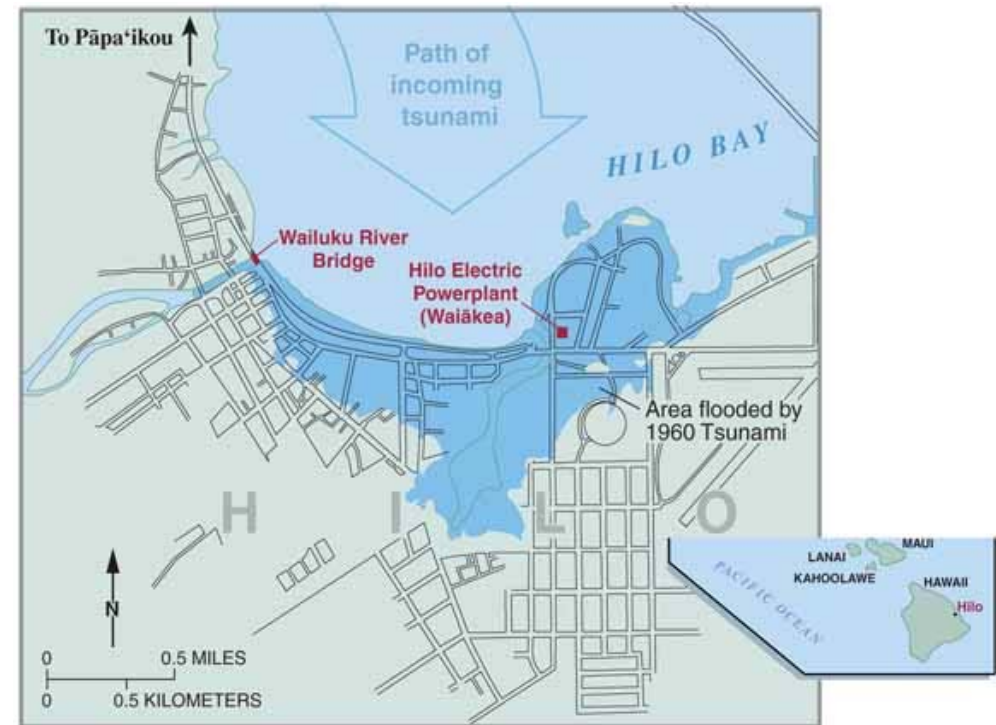 To Pāpa‘ikou
Path of
incoming
tsunami
HILO BAY
Wailuku River
Bridge
Hilo Electric
Powerplant
(Waiākea)
Area flooded by
1960 Tsunami
HILO
N
0 0.5 MILES
0 0.5 KILOMETERS
MAUI
LANAI
KAHOOLAWE
HAWAII
Hilo
PACIFIC OCEAN